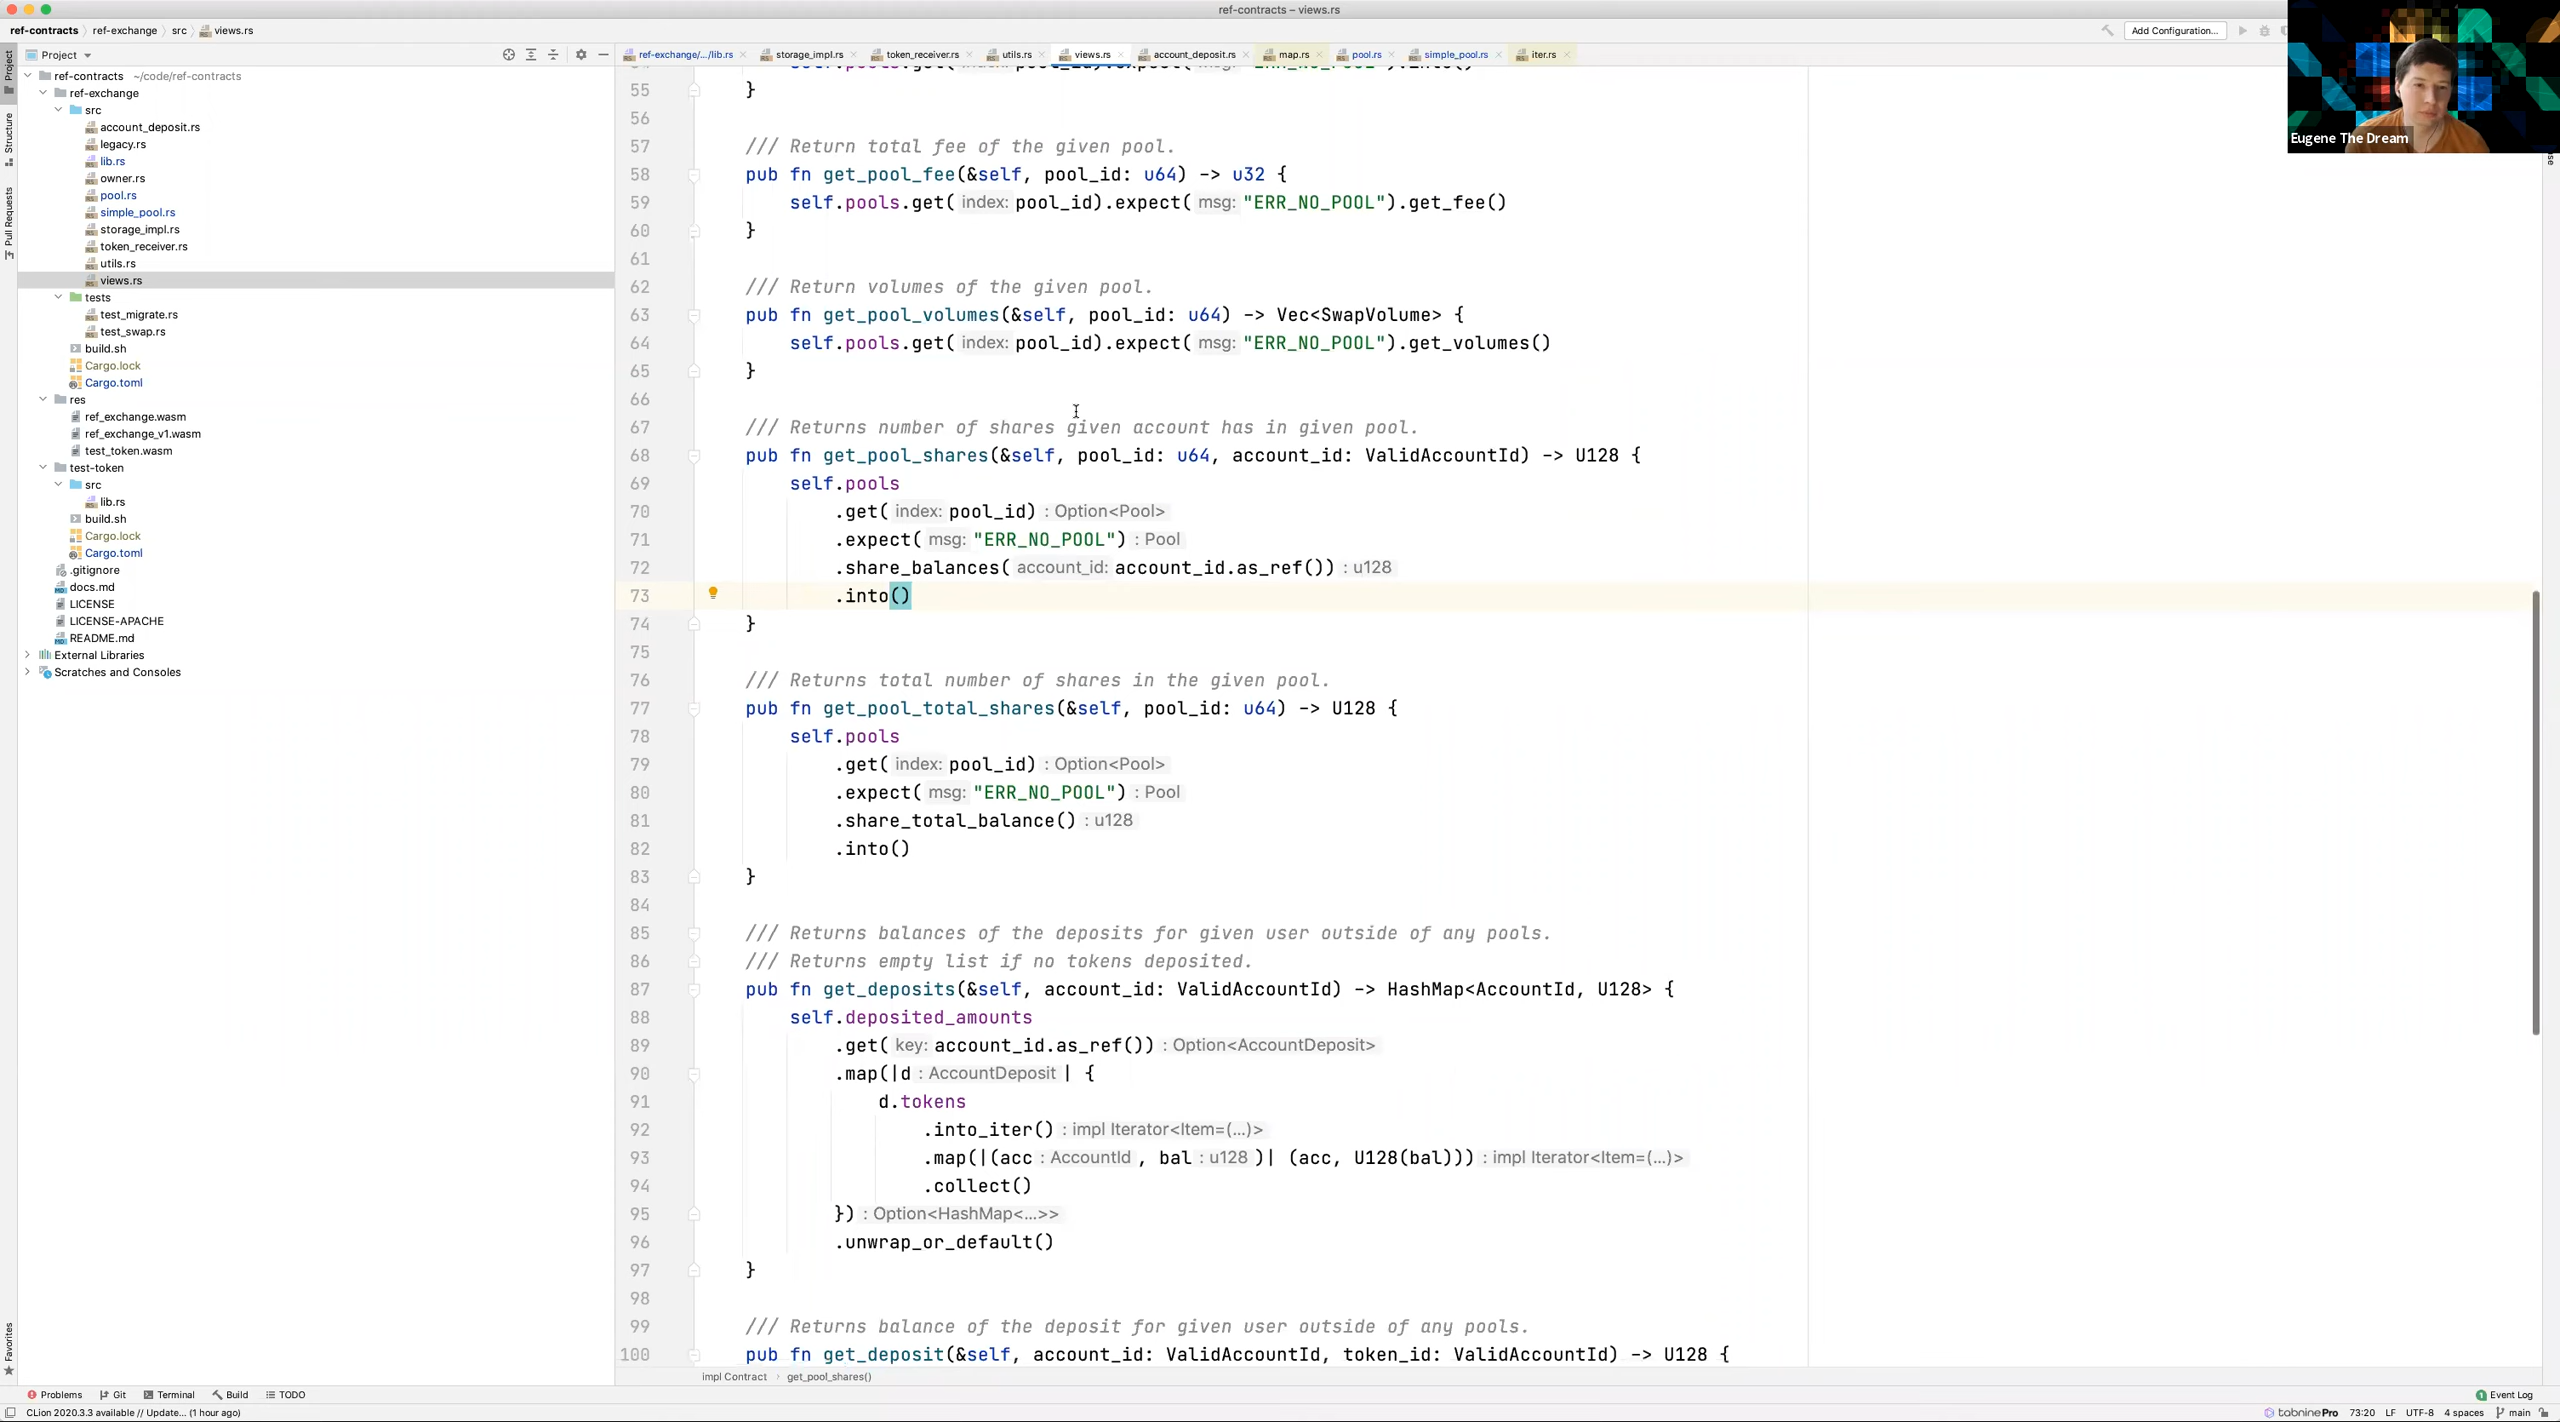 ref-contracts – views.rs
ref-contracts › ref-exchange › src › views.rs
Add Configuration...
Project
ref-exchange/.../lib.rs
storage_impl.rs
token_receiver.rs
utils.rs
views.rs
account_deposit.rs
map.rs
pool.rs
simple_pool.rs
iter.rs
Eugene The Dream
Project
Structure
Pull Requests
Favorites
ref-contracts ~/code/ref-contracts
ref-exchange
src
account_deposit.rs
legacy.rs
lib.rs
owner.rs
pool.rs
simple_pool.rs
storage_impl.rs
token_receiver.rs
utils.rs
views.rs
tests
test_migrate.rs
test_swap.rs
build.sh
Cargo.lock
Cargo.toml
res
ref_exchange.wasm
ref_exchange_v1.wasm
test_token.wasm
test-token
src
lib.rs
build.sh
Cargo.lock
Cargo.toml
.gitignore
docs.md
LICENSE
LICENSE-APACHE
README.md
External Libraries
Scratches and Consoles
55 }
56
57 /// Return total fee of the given pool.
58 pub fn get_pool_fee(&self, pool_id: u64) -> u32 {
59 self.pools.get( index: pool_id).expect( msg: "ERR_NO_POOL").get_fee()
60 }
61
62 /// Return volumes of the given pool.
63 pub fn get_pool_volumes(&self, pool_id: u64) -> Vec<SwapVolume> {
64 self.pools.get( index: pool_id).expect( msg: "ERR_NO_POOL").get_volumes()
65 }
66
67 /// Returns number of shares given account has in given pool.
68 pub fn get_pool_shares(&self, pool_id: u64, account_id: ValidAccountId) -> U128 {
69 self.pools
70 .get( index: pool_id) : Option<Pool>
71 .expect( msg: "ERR_NO_POOL") : Pool
72 .share_balances( account_id: account_id.as_ref()) : u128
73 .into()
74 }
75
76 /// Returns total number of shares in the given pool.
77 pub fn get_pool_total_shares(&self, pool_id: u64) -> U128 {
78 self.pools
79 .get( index: pool_id) : Option<Pool>
80 .expect( msg: "ERR_NO_POOL") : Pool
81 .share_total_balance() : u128
82 .into()
83 }
84
85 /// Returns balances of the deposits for given user outside of any pools.
86 /// Returns empty list if no tokens deposited.
87 pub fn get_deposits(&self, account_id: ValidAccountId) -> HashMap<AccountId, U128> {
88 self.deposited_amounts
89 .get( key: account_id.as_ref()) : Option<AccountDeposit>
90 .map(|d : AccountDeposit | {
91 d.tokens
92 .into_iter() : impl Iterator<Item=(...)>
93 .map(|(acc : AccountId , bal : u128 )| (acc, U128(bal))) : impl Iterator<Item=(...)>
94 .collect()
95 }) : Option<HashMap<...>>
96 .unwrap_or_default()
97 }
98
99 /// Returns balance of the deposit for given user outside of any pools.
100 pub fn get_deposit(&self, account_id: ValidAccountId, token_id: ValidAccountId) -> U128 {
impl Contract › get_pool_shares()
Problems
Git
Terminal
Build
TODO
1 Event Log
CLion 2020.3.3 available // Update... (1 hour ago)
tabnine Pro
73:20
LF
UTF-8
4 spaces
main